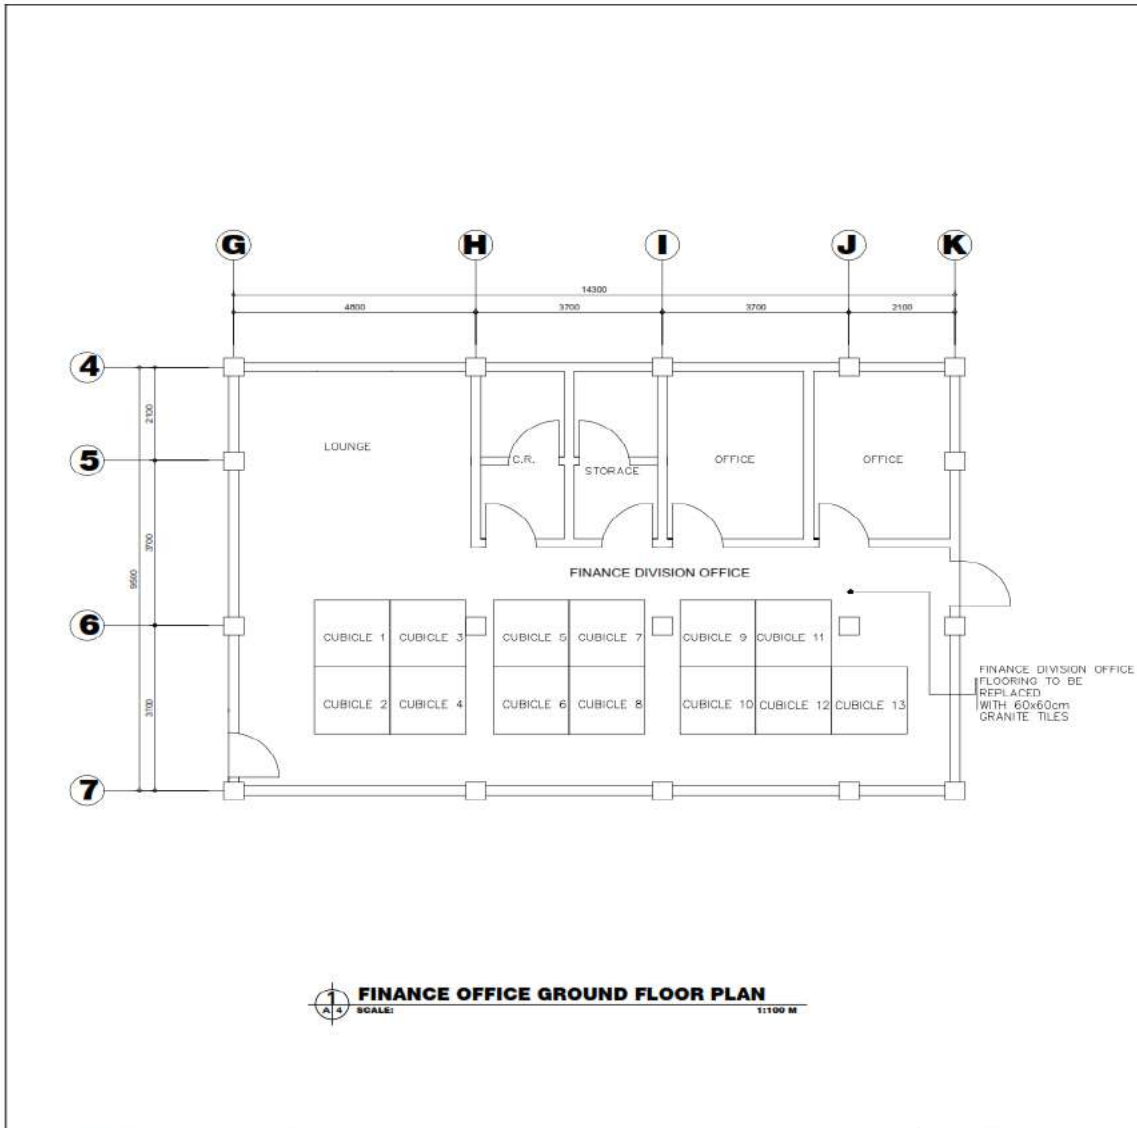 G H I J K
14300
4800 3700 3700 2100
4
2100
LOUNGE
5
C.R.
STORAGE
OFFICE
OFFICE
3700
9500
FINANCE DIVISION OFFICE
6
CUBICLE 1 CUBICLE 3 CUBICLE 5 CUBICLE 7 CUBICLE 9 CUBICLE 11
3700
CUBICLE 2 CUBICLE 4 CUBICLE 6 CUBICLE 8 CUBICLE 10 CUBICLE 12 CUBICLE 13
FINANCE DIVISION OFFICE
FLOORING TO BE
REPLACED
WITH 60x60cm
GRANITE TILES
7
1
A 4
FINANCE OFFICE GROUND FLOOR PLAN
SCALE: 1:100 M